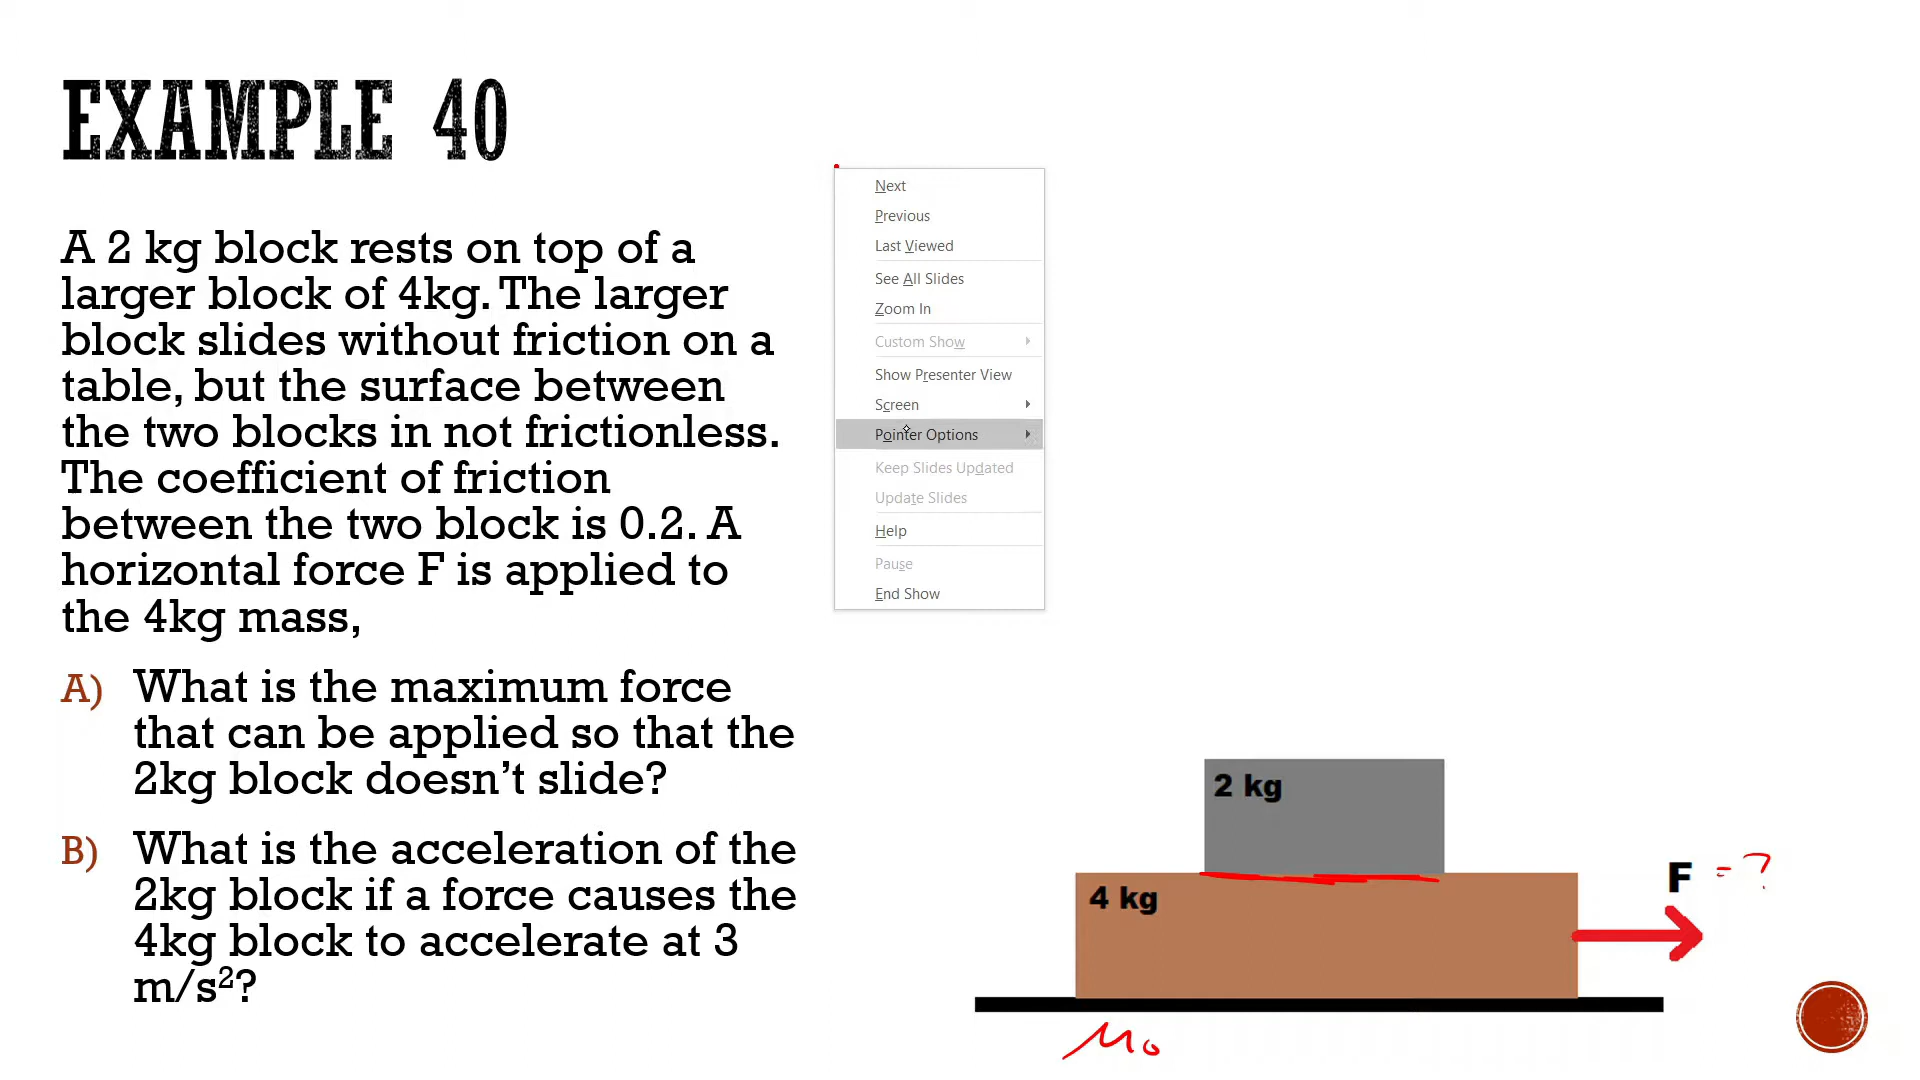 EXAMPLE 40
A 2 kg block rests on top of a
larger block of 4kg. The larger
block slides without friction on a
table, but the surface between
the two blocks in not frictionless.
The coefficient of friction
between the two block is 0.2. A
horizontal force F is applied to
the 4kg mass,
A) What is the maximum force
that can be applied so that the
2kg block doesn’t slide?
B) What is the acceleration of the
2kg block if a force causes the
4kg block to accelerate at 3
m/s²?
Next
Previous
Last Viewed
See All Slides
Zoom In
Custom Show
Show Presenter View
Screen
Pointer Options
Keep Slides Updated
Update Slides
Help
Pause
End Show
2 kg
4 kg
F = ?
μ₀